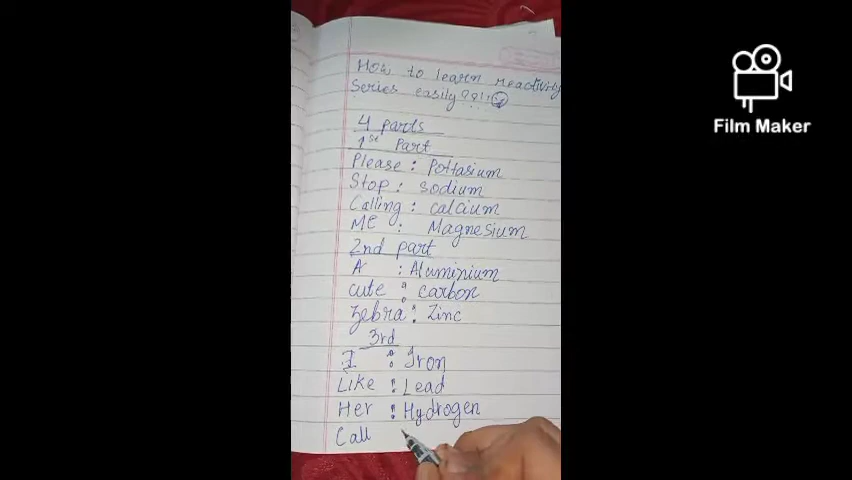 How to learn reactivity
Series easily??!!
4 parts
1st Part
Please : Pottasium
Stop : sodium
Calling : calcium
Me : Magnesium
2nd part
A : Aluminium
cute : carbon
Zebra : Zinc
3rd
I : Iron
Like : Lead
Her : Hydrogen
Call
Film Maker